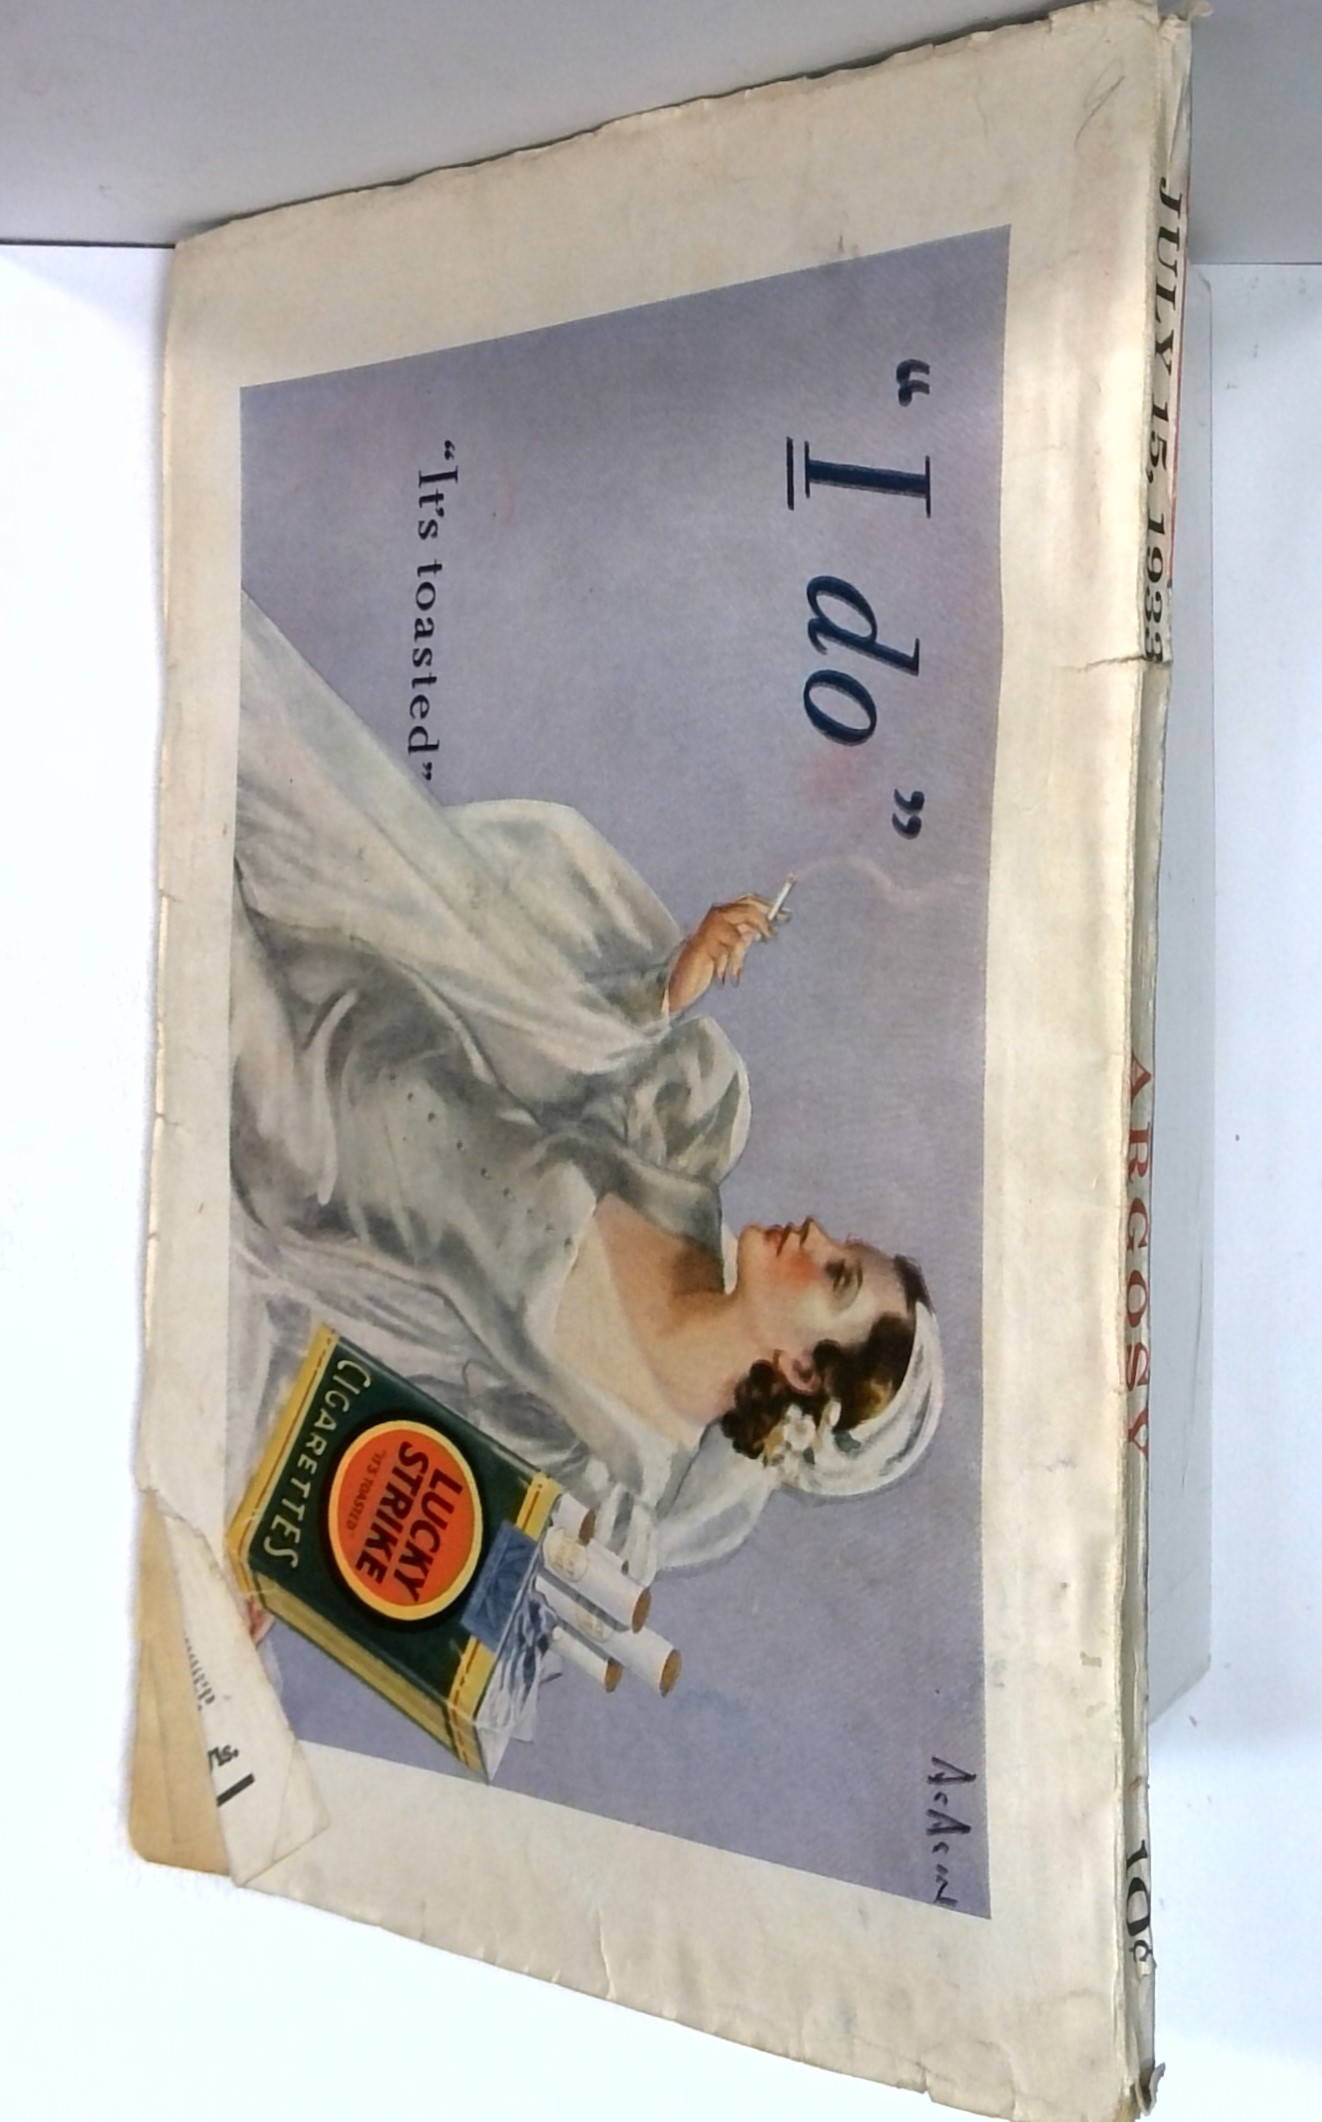 JULY 15, 1933 ARGOSY 10¢
“I do”
“It's toasted”
CIGARETTES
LUCKY
STRIKE
"IT'S TOASTED"